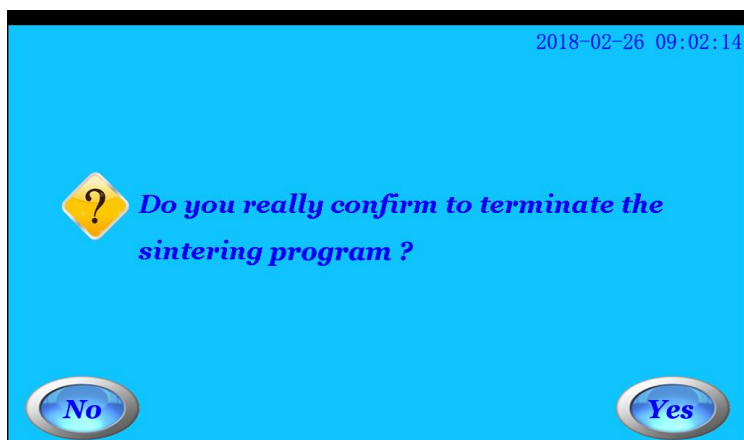 2018-02-26 09:02:14
?
Do you really confirm to terminate the
sintering program ?
No
Yes